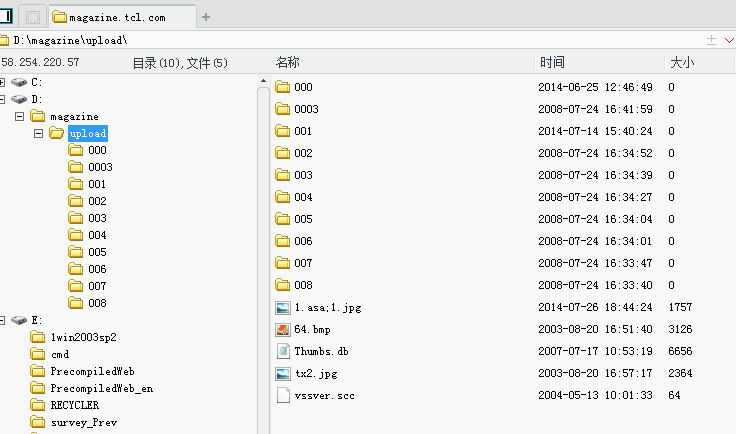 magazine.tcl.com
D:\magazine\upload\
58.254.220.57 目录(10),文件(5) 名称 时间 大小
C:
D:
magazine
upload
000
0003
001
002
003
004
005
006
007
008
E:
1win2003sp2
cmd
PrecompiledWeb
PrecompiledWeb_en
RECYCLER
survey_Prev
000 2014-06-25 12:46:49 0
0003 2008-07-24 16:41:59 0
001 2014-07-14 15:40:24 0
002 2008-07-24 16:34:52 0
003 2008-07-24 16:34:39 0
004 2008-07-24 16:34:27 0
005 2008-07-24 16:34:04 0
006 2008-07-24 16:34:01 0
007 2008-07-24 16:33:47 0
008 2008-07-24 16:33:40 0
1.asa;1.jpg 2014-07-26 18:44:24 1757
64.bmp 2003-08-20 16:51:40 3126
Thumbs.db 2007-07-17 10:53:19 6656
tx2.jpg 2003-08-20 16:57:17 2364
vssver.scc 2004-05-13 10:01:33 64